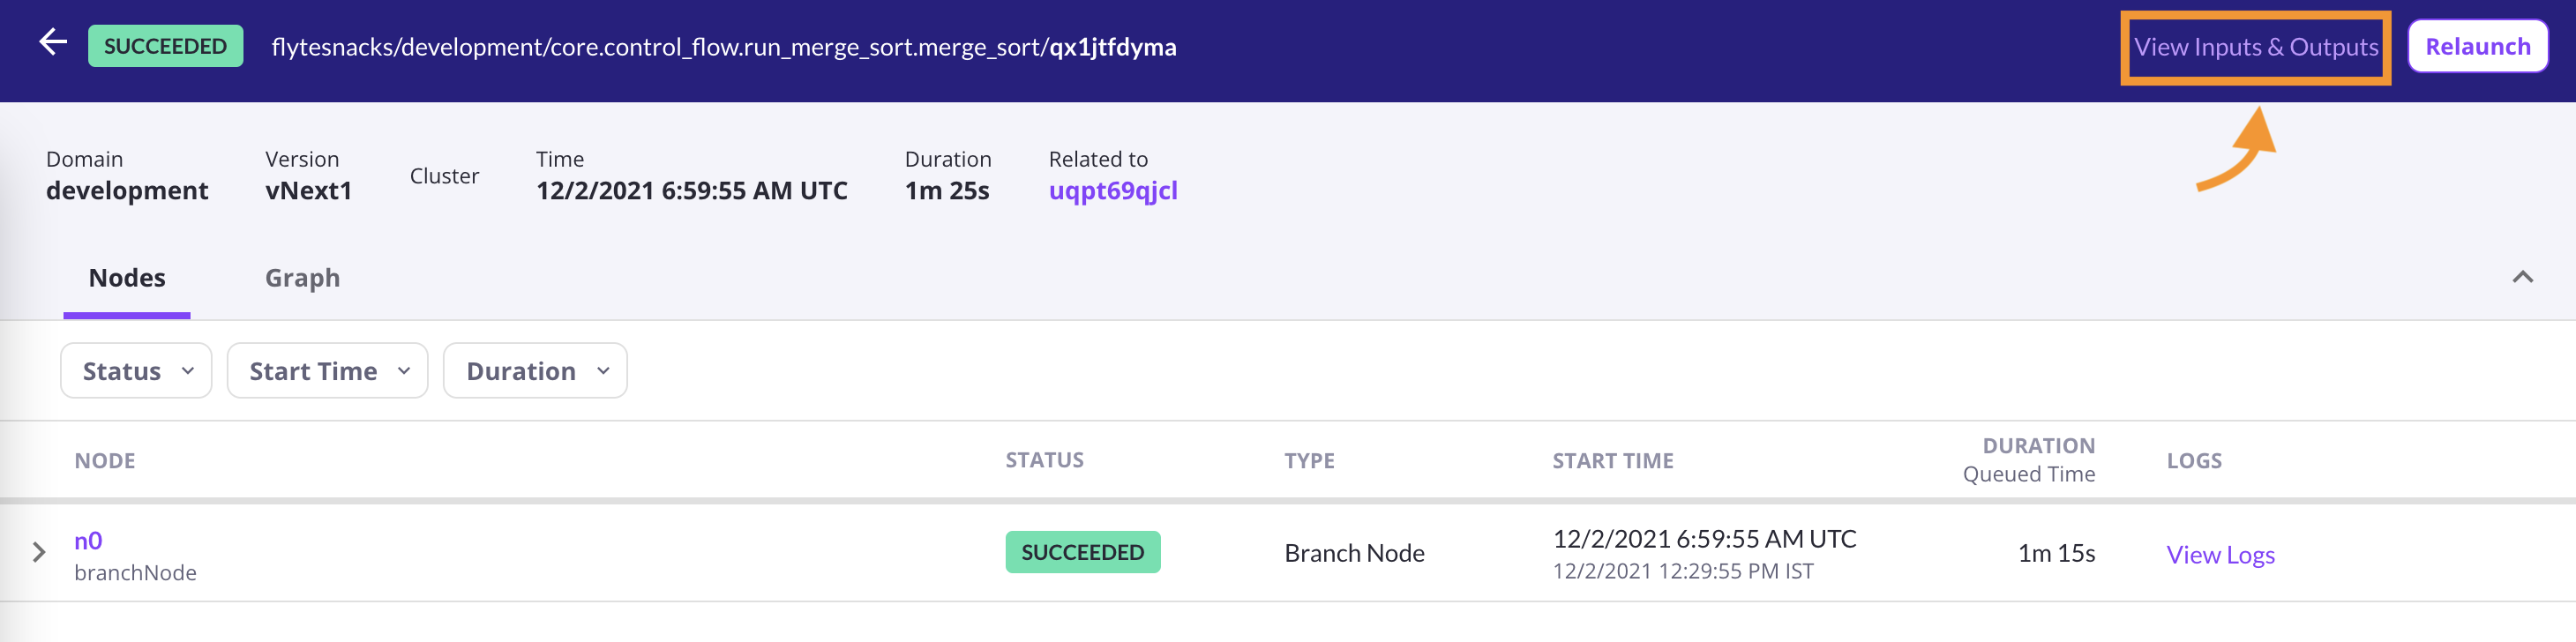 SUCCEEDED flytesnacks/development/core.control_flow.run_merge_sort.merge_sort/qx1jtfdyma View Inputs & Outputs Relaunch
Domain Version Cluster Time Duration Related to
development vNext1 12/2/2021 6:59:55 AM UTC 1m 25s uqpt69qjcl
Nodes Graph
Status Start Time Duration
NODE STATUS TYPE START TIME DURATION LOGS
Queued Time
n0 SUCCEEDED Branch Node 12/2/2021 6:59:55 AM UTC 1m 15s View Logs
branchNode 12/2/2021 12:29:55 PM IST